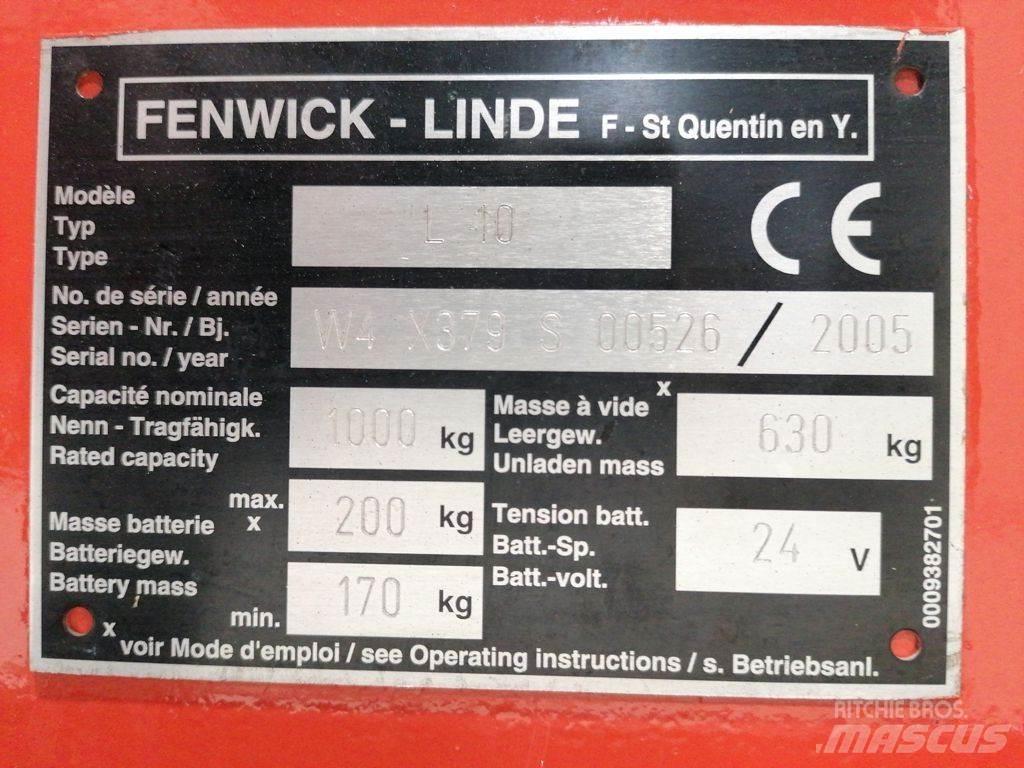 FENWICK - LINDE F - St Quentin en Y.
Modèle
Typ
Type
L 10
CE
No. de série / année
Serien - Nr. / Bj.
Serial no. / year
W4 X379 S 00526 / 2005
Capacité nominale
Nenn - Tragfähigk.
Rated capacity
1000 kg
Masse à vide x
Leergew.
Unladen mass
630 kg
Masse batterie x
Batteriegew.
Battery mass
max. 200 kg
min. 170 kg
Tension batt.
Batt.-Sp.
Batt.-volt.
24 V
0009382701
x voir Mode d'emploi / see Operating instructions / s. Betriebsanl.
RITCHIE BROS.
MASCUS